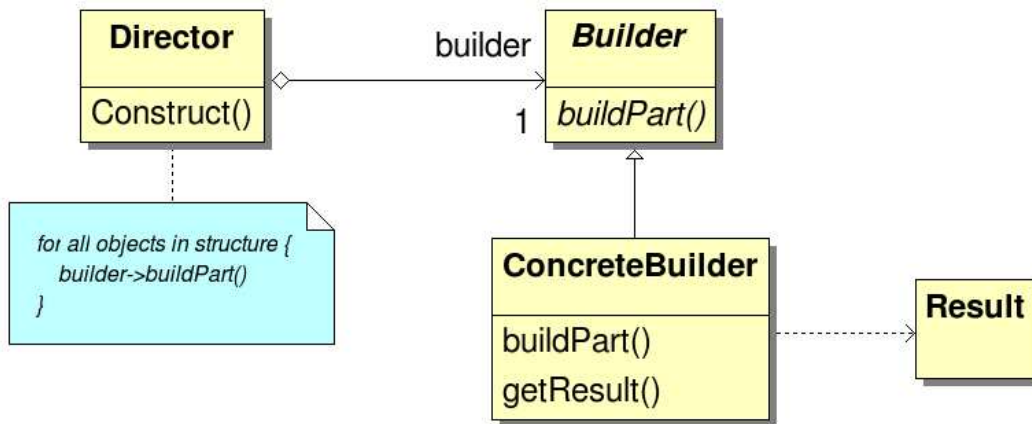 Director
Construct()
builder
1
Builder
buildPart()
for all objects in structure {
builder->buildPart()
}
ConcreteBuilder
buildPart()
getResult()
Result